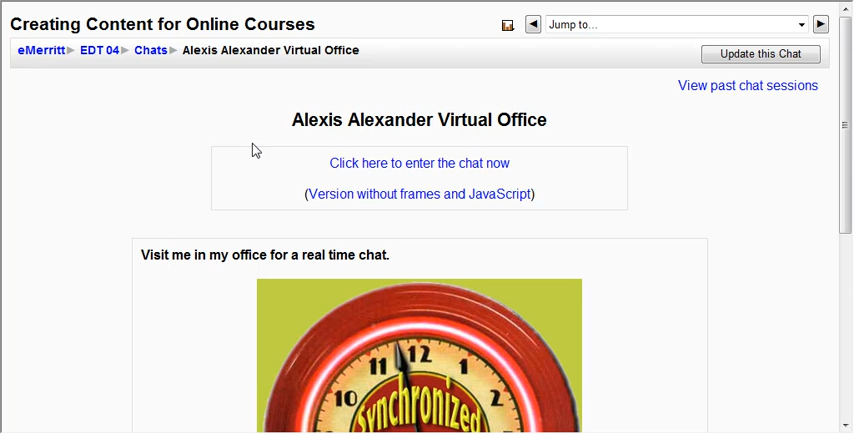 Creating Content for Online Courses
Jump to...
eMerritt ► EDT 04 ► Chats ► Alexis Alexander Virtual Office
Update this Chat
View past chat sessions
Alexis Alexander Virtual Office
Click here to enter the chat now
(Version without frames and JavaScript)
Visit me in my office for a real time chat.
11 12 1
10 Synchronized 2